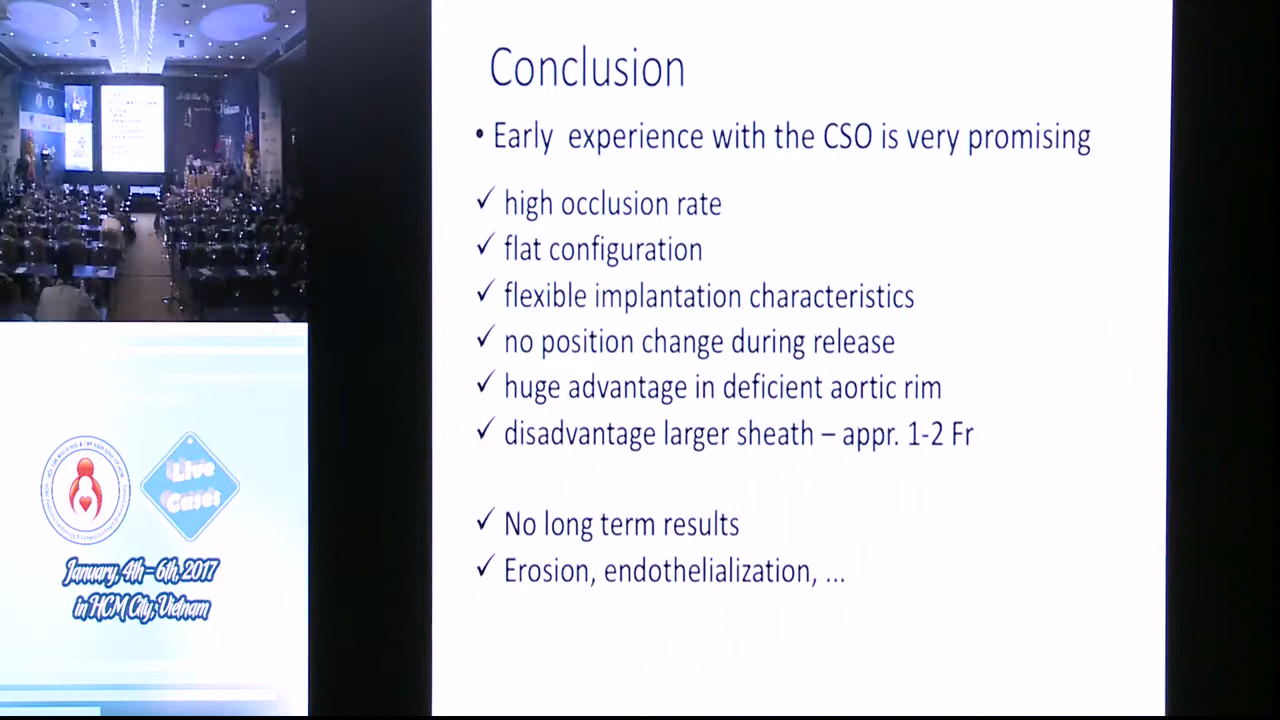 Conclusion
• Early experience with the CSO is very promising
✓ high occlusion rate
✓ flat configuration
✓ flexible implantation characteristics
✓ no position change during release
✓ huge advantage in deficient aortic rim
✓ disadvantage larger sheath – appr. 1-2 Fr
✓ No long term results
✓ Erosion, endothelialization, ...
Live
Cases
January, 4th-6th, 2017
in HCM City, Vietnam